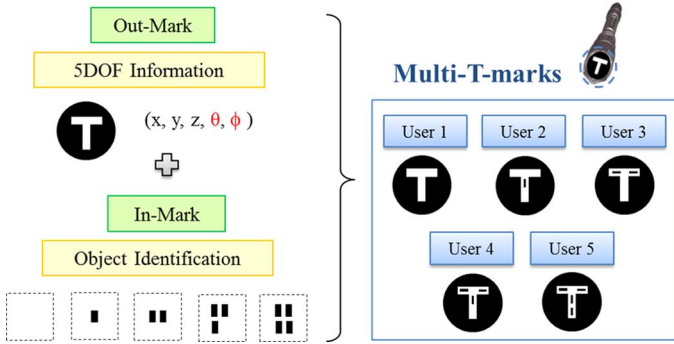 Out-Mark
5DOF Information
T
(x, y, z, θ, ϕ )
In-Mark
Object Identification
Multi-T-marks
T
User 1
User 2
User 3
T
T
T
User 4
User 5
T
T